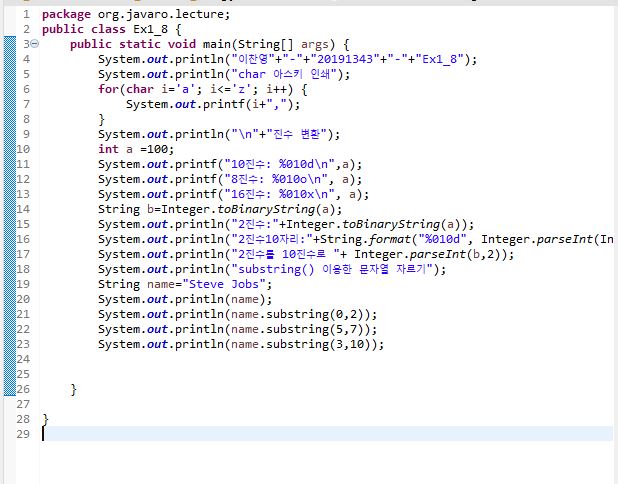 1 package org.javaro.lecture;
2 public class Ex1_8 {
3 public static void main(String[] args) {
4 System.out.println("이찬영"+"-"+"20191343"+"-"+"Ex1_8");
5 System.out.println("char 아스키 인쇄");
6 for(char i='a'; i<='z'; i++) {
7 System.out.printf(i+",");
8 }
9 System.out.println("\n"+"진수 변환");
10 int a =100;
11 System.out.printf("10진수: %010d\n",a);
12 System.out.printf("8진수: %010o\n", a);
13 System.out.printf("16진수: %010x\n", a);
14 String b=Integer.toBinaryString(a);
15 System.out.println("2진수:"+Integer.toBinaryString(a));
16 System.out.println("2진수10자리:"+String.format("%010d", Integer.parseInt(In
17 System.out.println("2진수를 10진수로 "+ Integer.parseInt(b,2));
18 System.out.println("substring() 이용한 문자열 자르기");
19 String name="Steve Jobs";
20 System.out.println(name);
21 System.out.println(name.substring(0,2));
22 System.out.println(name.substring(5,7));
23 System.out.println(name.substring(3,10));
24
25
26 }
27
28 }
29